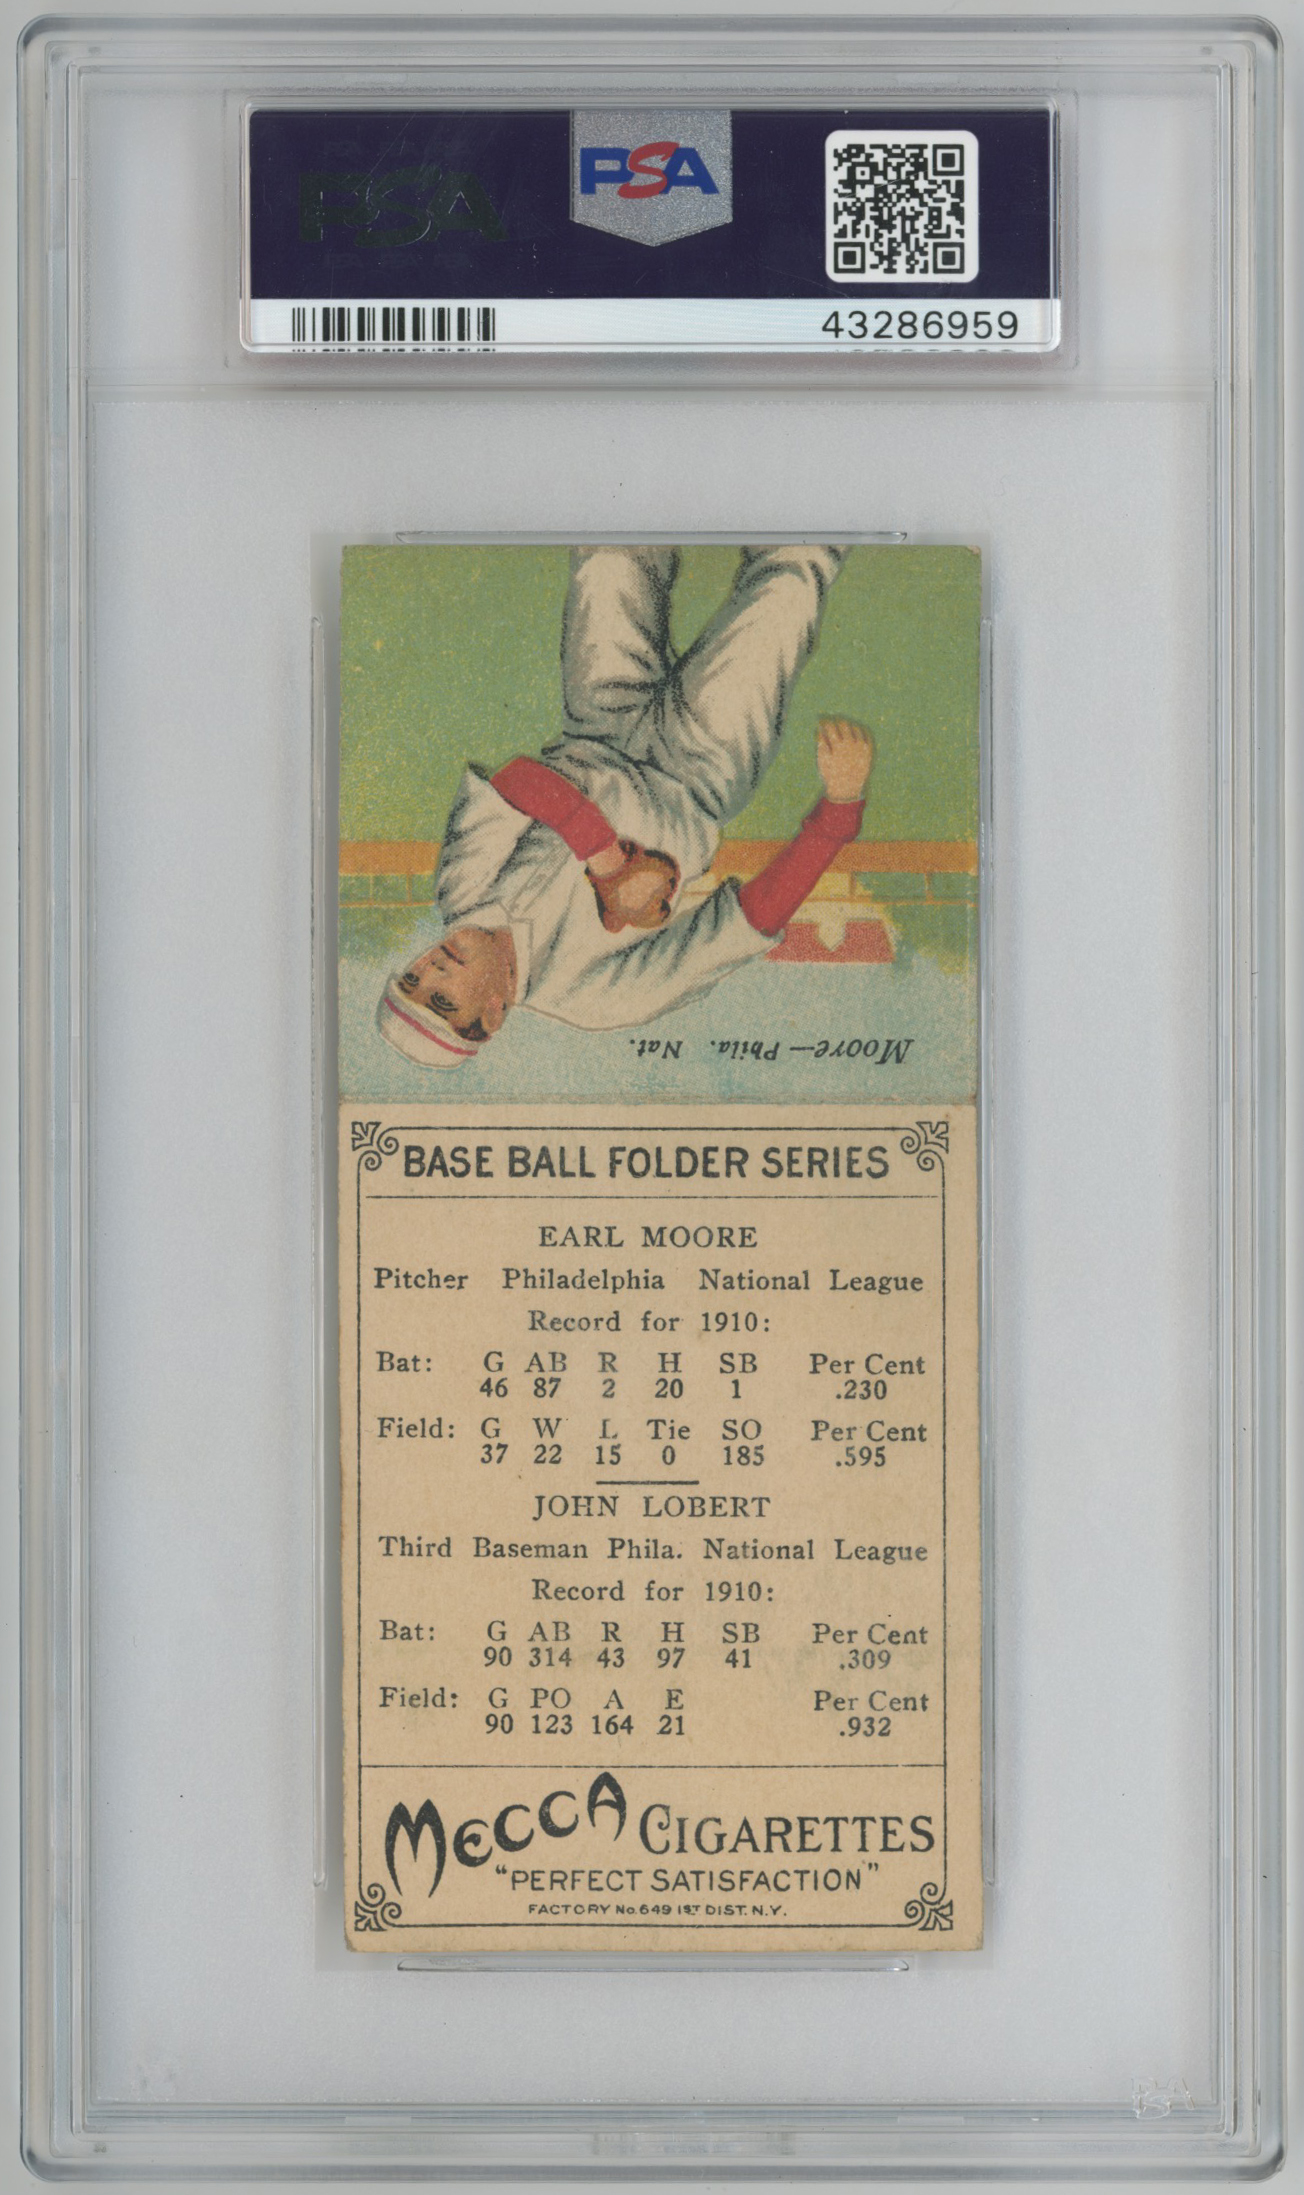 PSA
PSA
43286959
Moore—Phila. Nat.
BASE BALL FOLDER SERIES
EARL MOORE
Pitcher Philadelphia National League
Record for 1910:
Bat: G AB R H SB Per Cent
46 87 2 20 1 .230
Field: G W L Tie SO Per Cent
37 22 15 0 185 .595
JOHN LOBERT
Third Baseman Phila. National League
Record for 1910:
Bat: G AB R H SB Per Cent
90 314 43 97 41 .309
Field: G PO A E Per Cent
90 123 164 21 .932
MECCA CIGARETTES
"PERFECT SATISFACTION"
FACTORY No. 649 1ST DIST. N.Y.
PSA